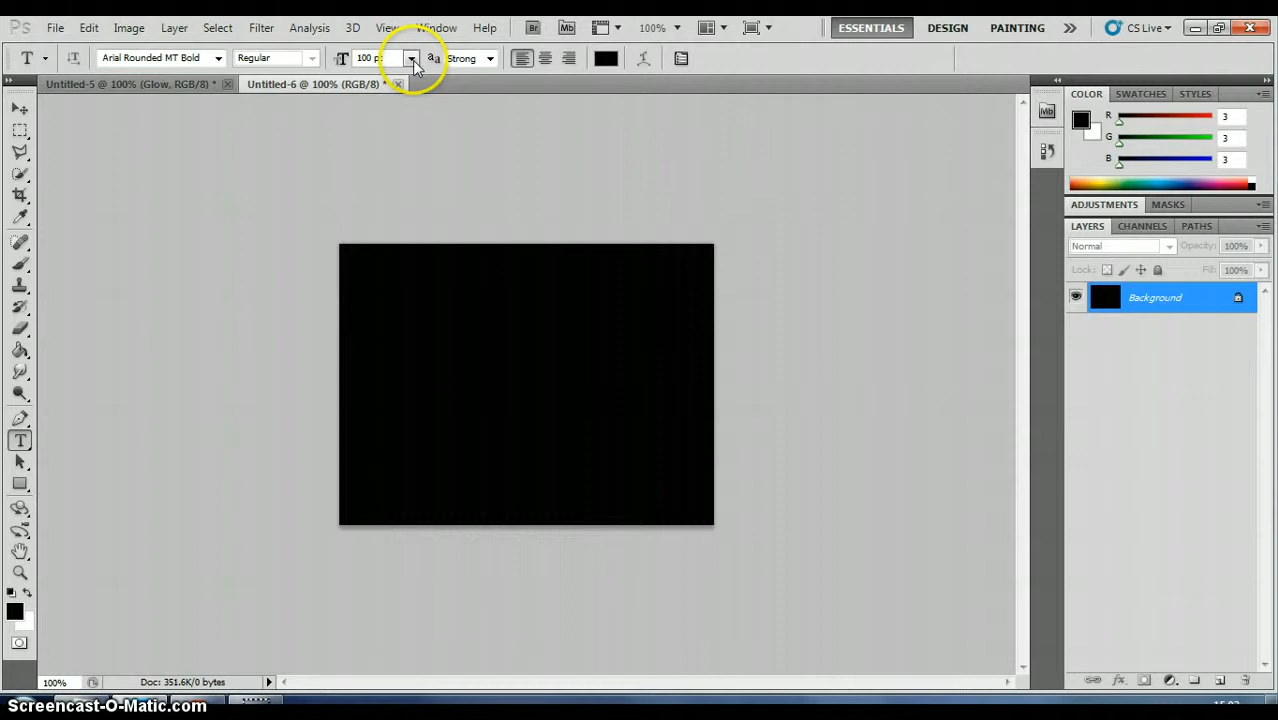 Ps File Edit Image Layer Select Filter Analysis 3D View Window Help Br Mb 100% ESSENTIALS DESIGN PAINTING CS Live
T Arial Rounded MT Bold Regular 100 pt aa Strong
Untitled-5 @ 100% (Glow, RGB/8) * Untitled-6 @ 100% (RGB/8) *
COLOR SWATCHES STYLES
R 3
G 3
B 3
ADJUSTMENTS MASKS
LAYERS CHANNELS PATHS
Normal Opacity: 100%
Lock: Fill: 100%
Background
100% Doc: 351.6K/0 bytes
Screencast-O-Matic.com